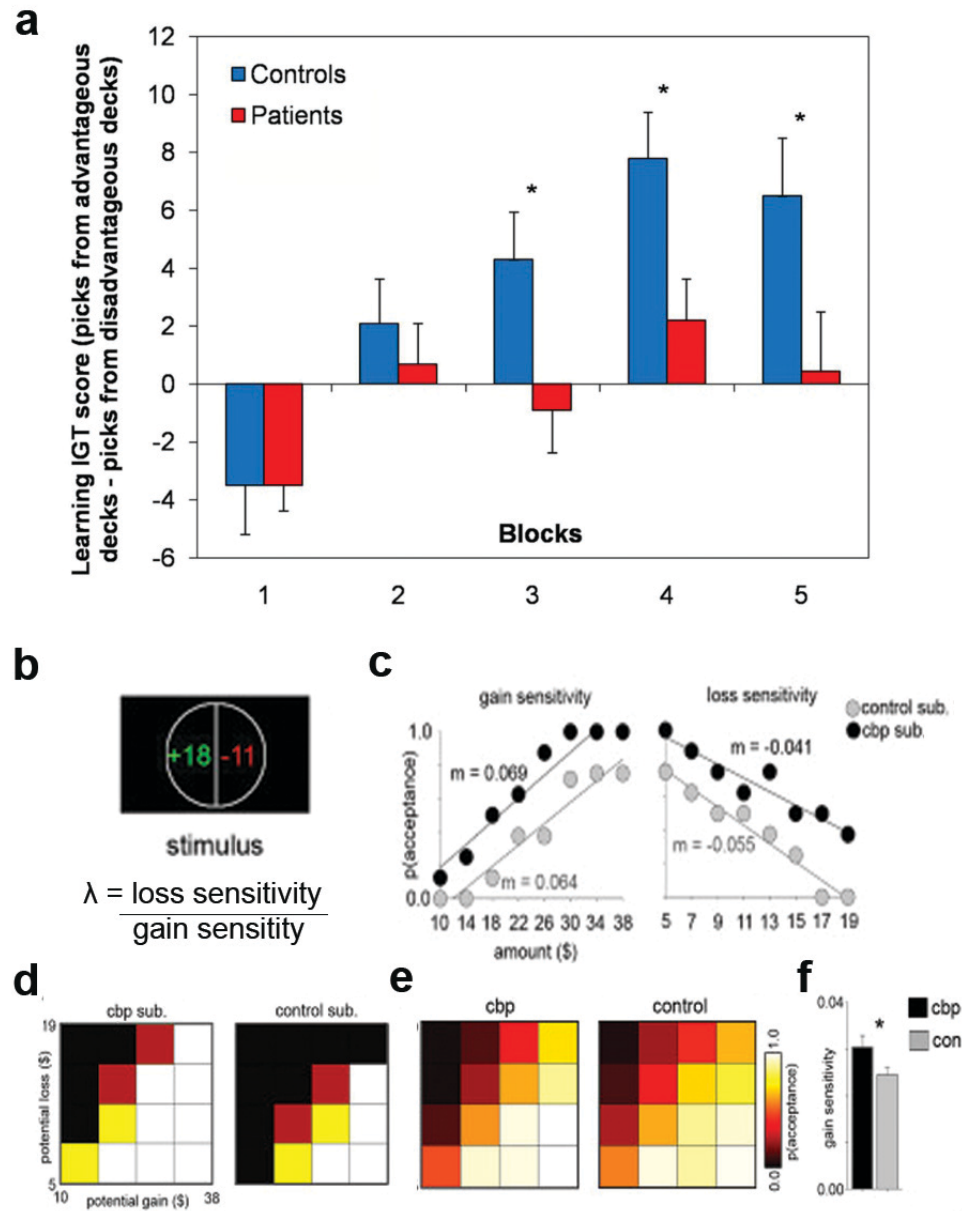 a
Learning IGT score (picks from advantageous
decks - picks from disadvantageous decks)
12
10
8
6
4
2
0
-2
-4
-6
Controls
Patients
*
*
*
Blocks
1 2 3 4 5
b
+18 -11
stimulus
λ = loss sensitivity
gain sensitity
c
gain sensitivity
loss sensitivity
control sub.
cbp sub.
p(acceptance)
1.0
0.0
m = 0.069
m = 0.064
m = -0.041
m = -0.055
10 14 18 22 26 30 34 38
5 7 9 11 13 15 17 19
amount ($)
d
cbp sub.
control sub.
potential loss ($)
19
5
10
potential gain ($)
38
e
cbp
control
1.0
0.0
p(acceptance)
f
gain sensitivity
0.04
0.00
*
cbp
con